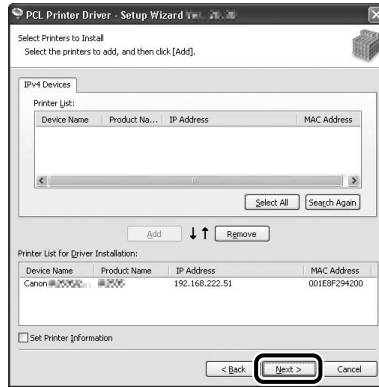 PCL Printer Driver - Setup Wizard
Select Printers to Install
Select the printers to add, and then click [Add].
IPv4 Devices
Printer List:
Device Name Product Na... IP Address MAC Address
Select All Search Again
Add Remove
Printer List for Driver Installation:
Device Name Product Name IP Address MAC Address
Canon 192.168.222.51 001E8F294200
Set Printer Information
< Back Next > Cancel